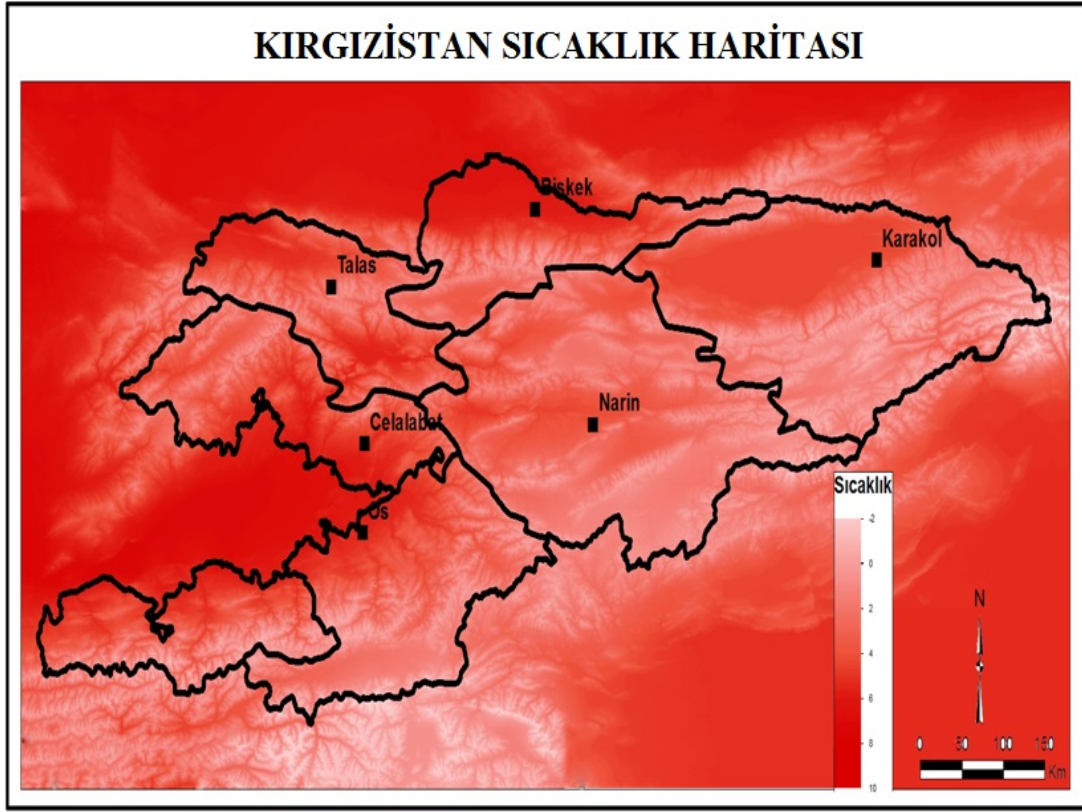 KIRGIZİSTAN SICAKLIK HARİTASI
Bişkek
Karakol
Talas
Narin
Celalabat
Os
Sıcaklık
-2
0
2
4
6
8
10
N
0 50 100 150
Km